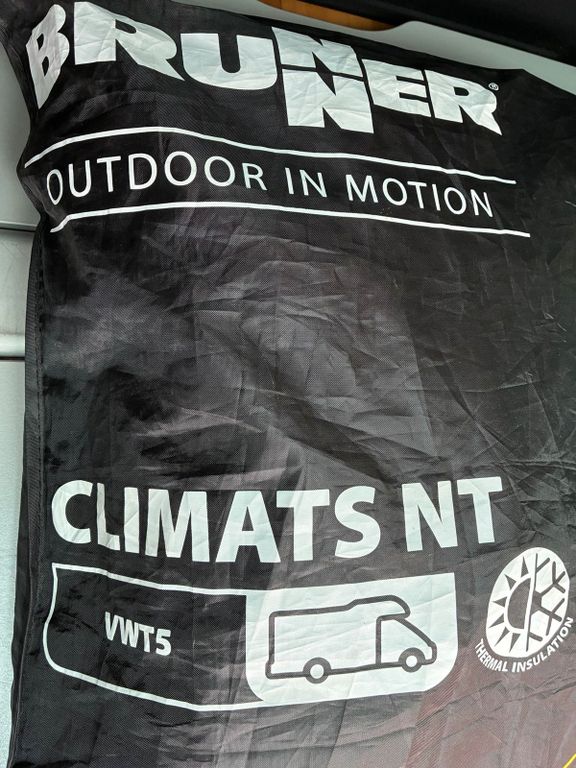 BRUNNER®
OUTDOOR IN MOTION
CLIMATS NT
VWT5
THERMAL INSULATION